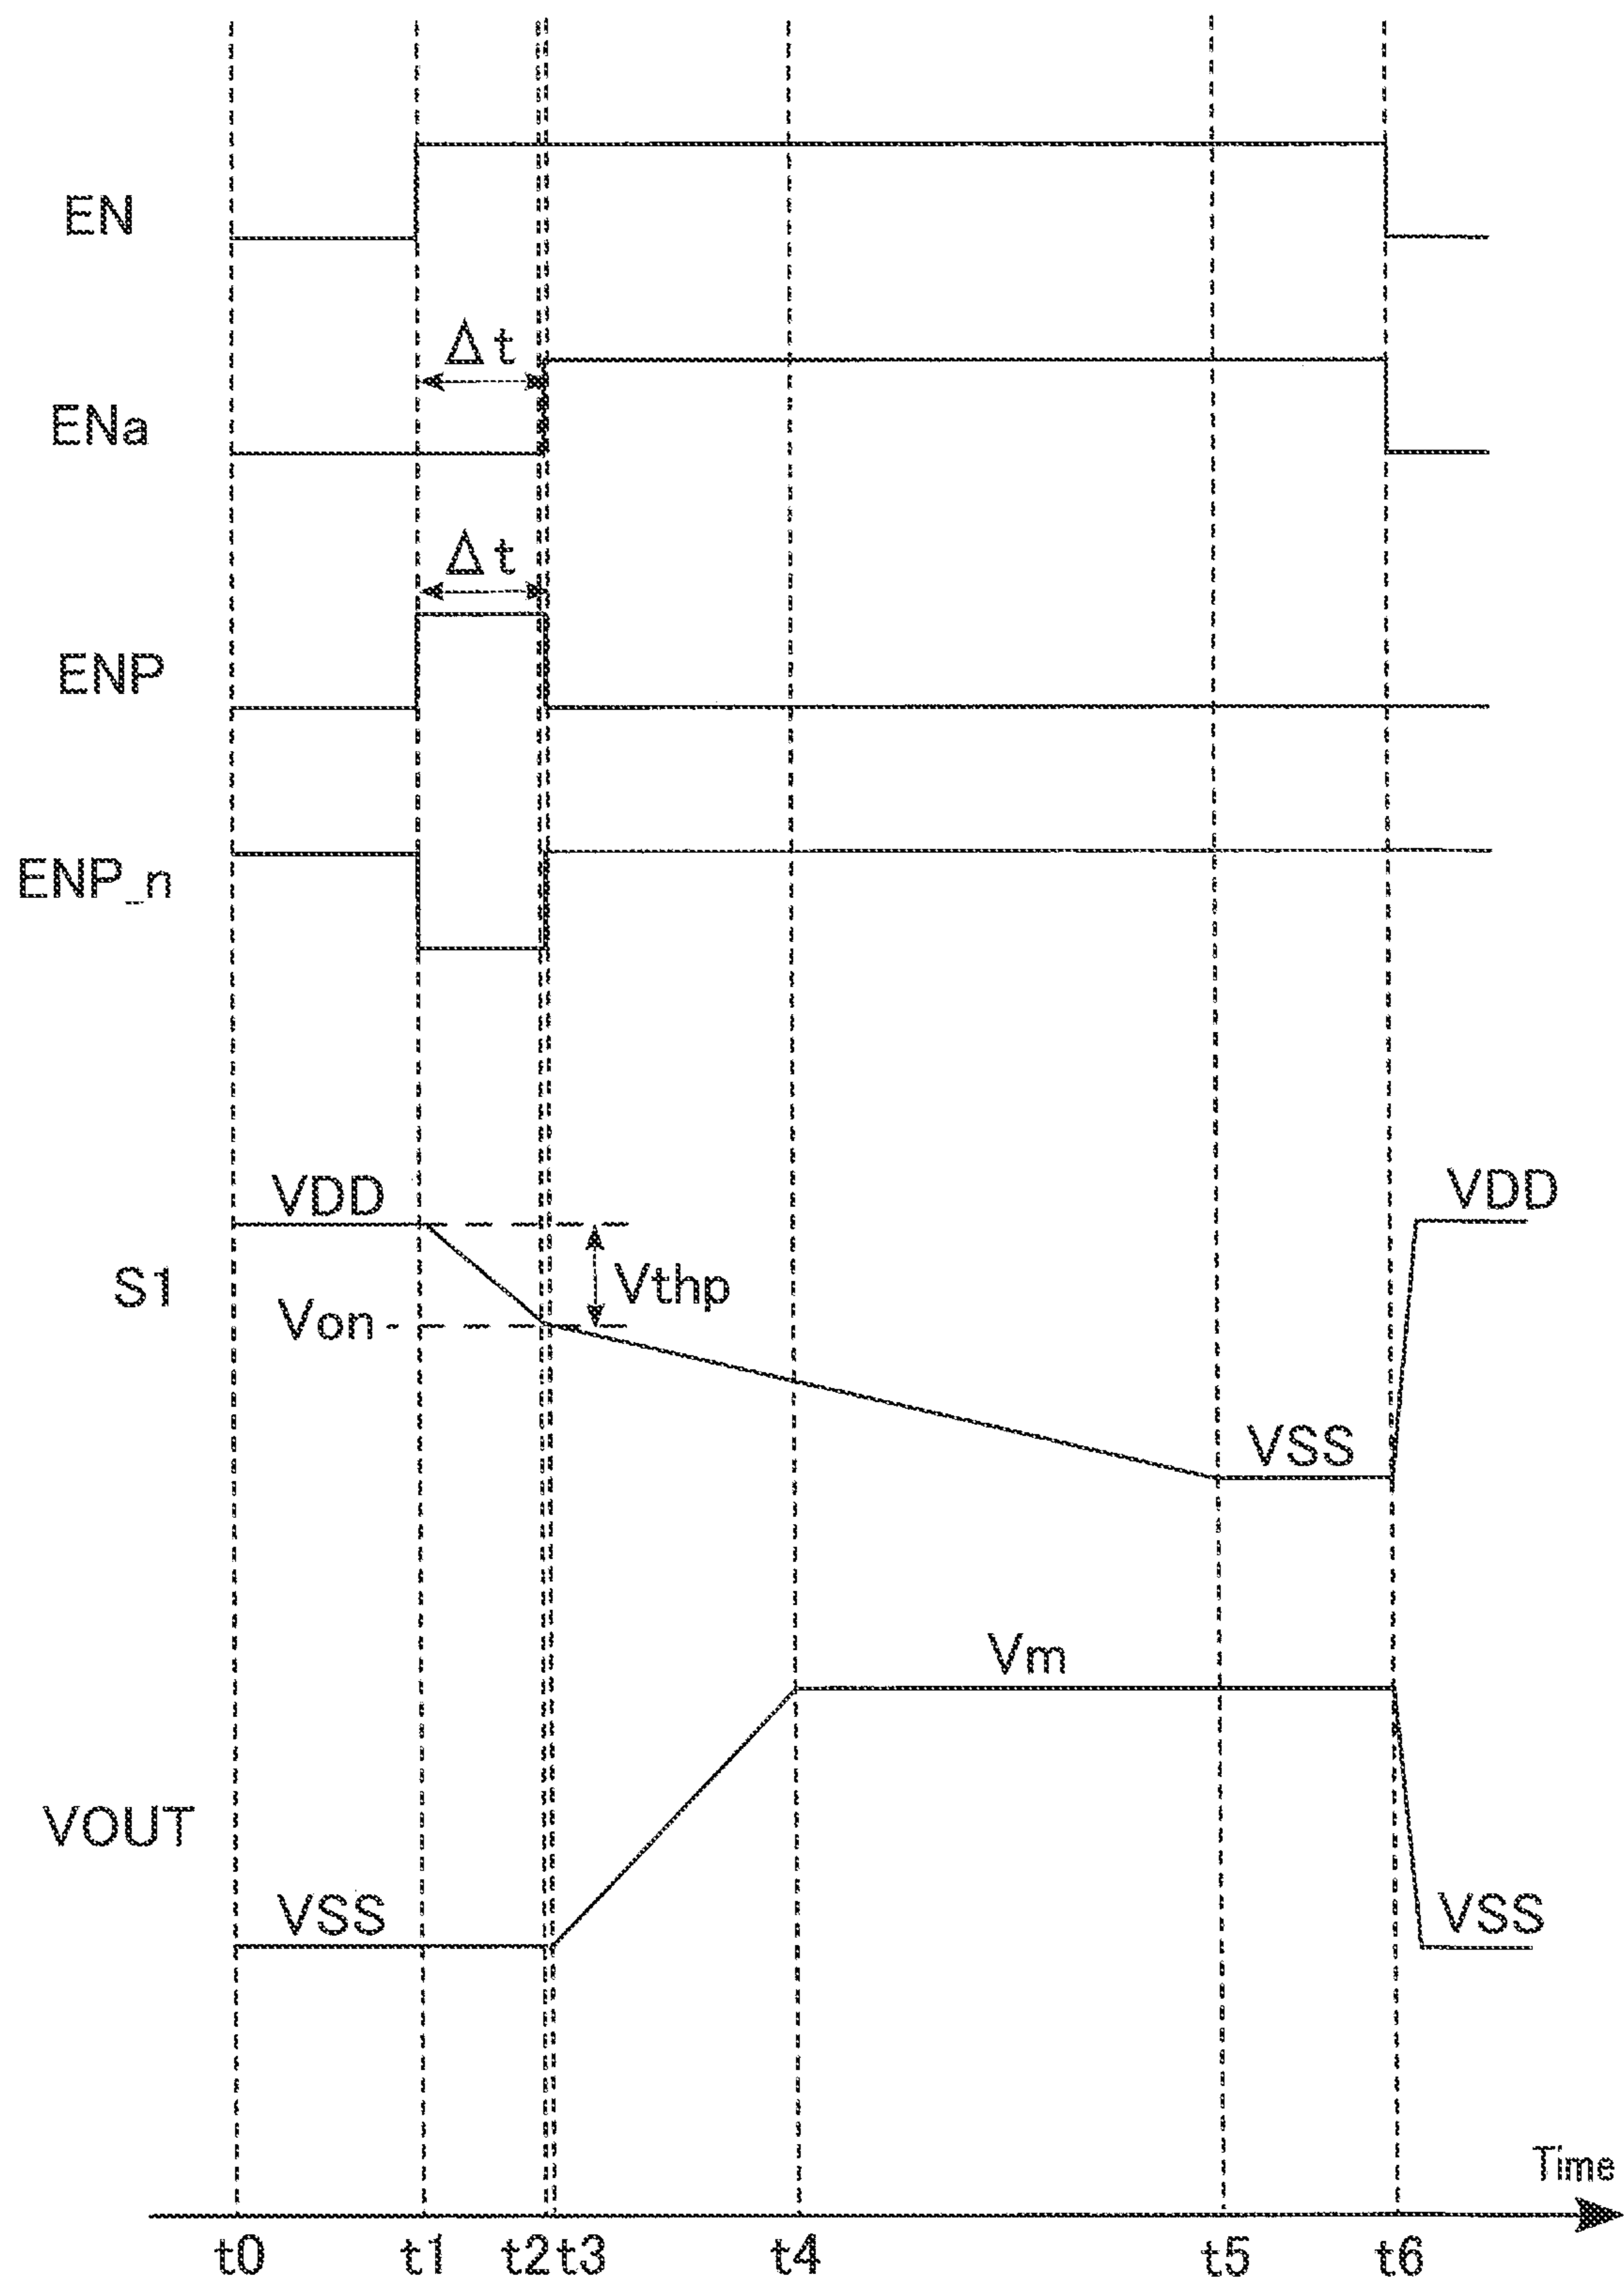 EN
Δt
ENa
Δt
ENP
ENP_n
VDD
VDD
S1
Vthp
Von
VSS
Vm
VOUT
VSS
VSS
Time
t0 t1 t2 t3 t4 t5 t6